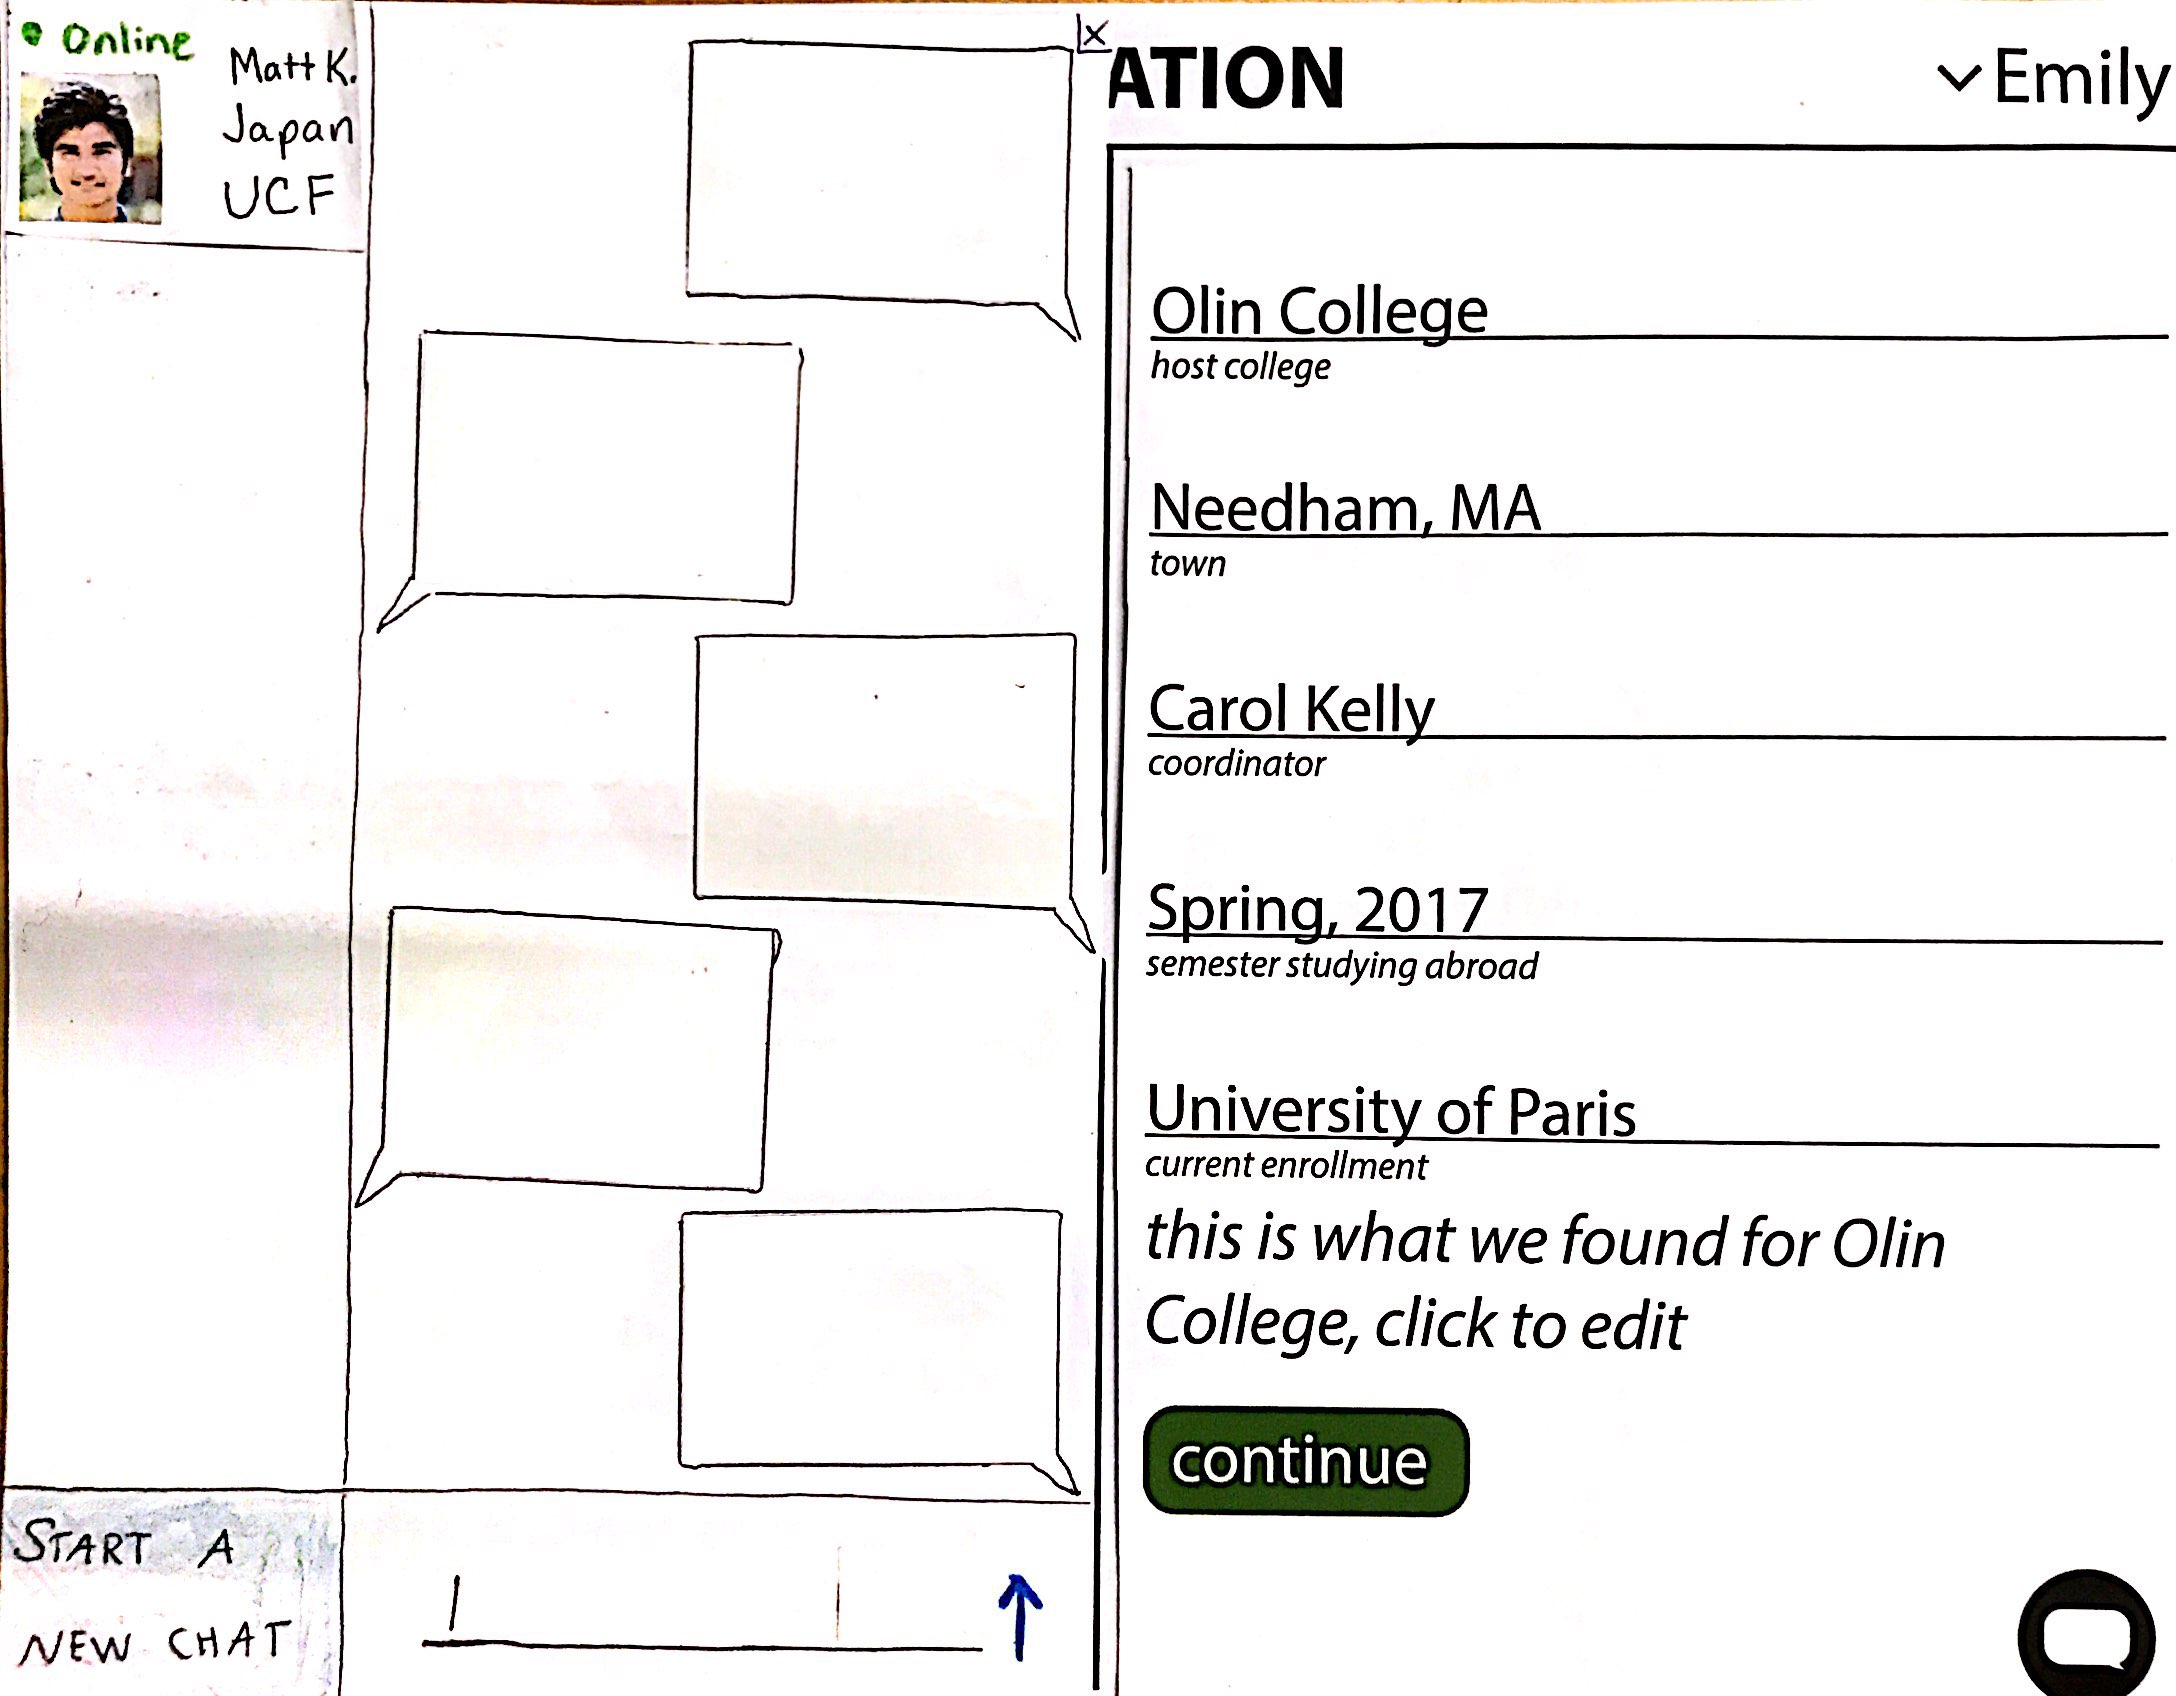 Online
Matt K.
Japan
UCF
START A
NEW CHAT
X
ATION
Emily
Olin College
host college
Needham, MA
town
Carol Kelly
coordinator
Spring, 2017
semester studying abroad
University of Paris
current enrollment
this is what we found for Olin
College, click to edit
continue